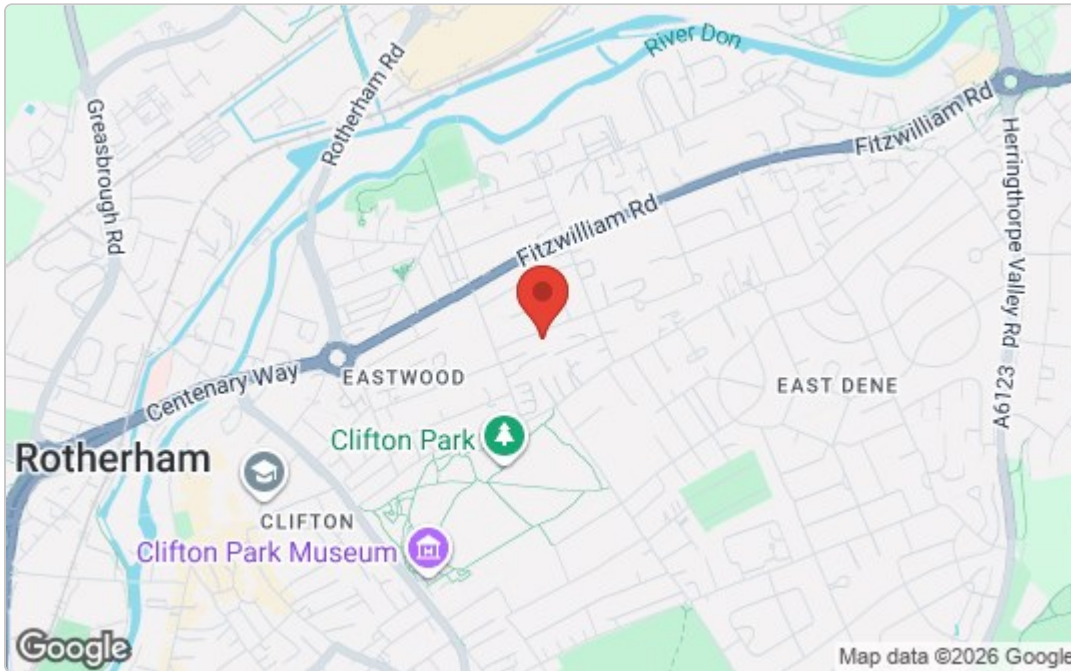 River Don
Rotherham Rd
Greasbrough Rd
Fitzwilliam Rd
Fitzwilliam Rd
Herringthorpe Valley Rd
A6123
Centenary Way
EASTWOOD
EAST DENE
Clifton Park
Rotherham
CLIFTON
Clifton Park Museum
Google
Map data ©2026 Google